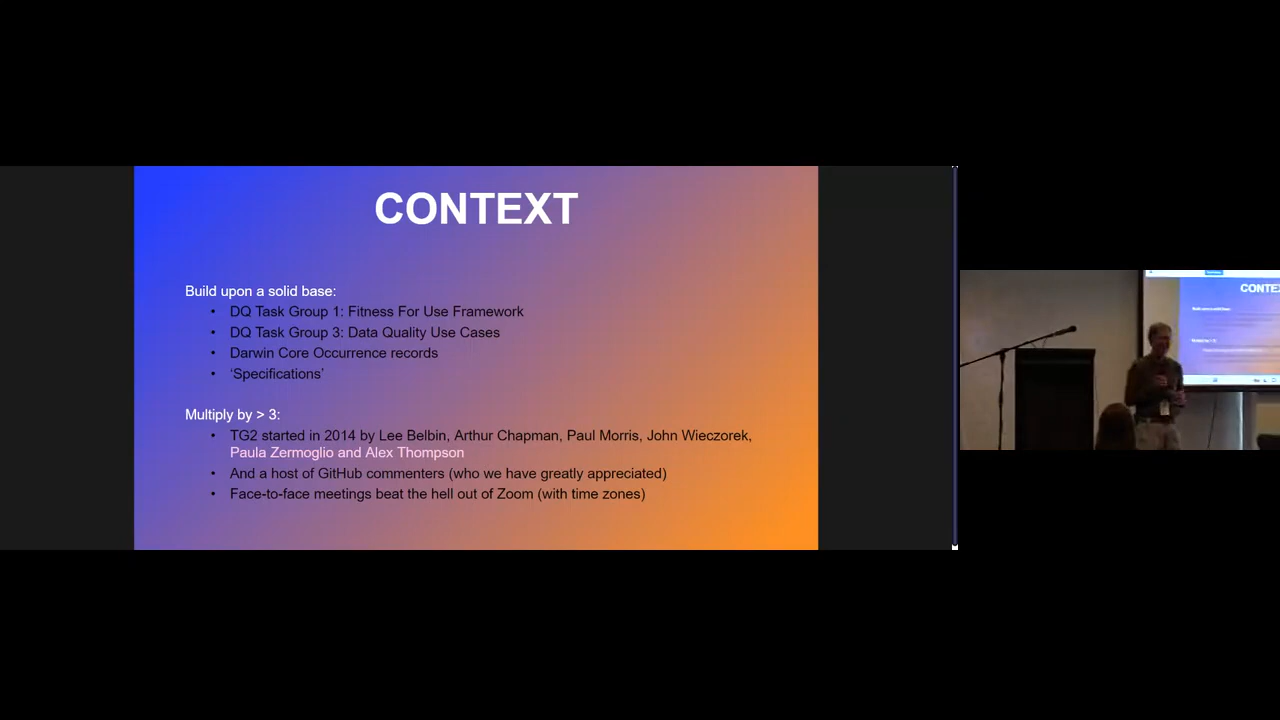 CONTEXT
Build upon a solid base:
• DQ Task Group 1: Fitness For Use Framework
• DQ Task Group 3: Data Quality Use Cases
• Darwin Core Occurrence records
• ‘Specifications’
Multiply by > 3:
• TG2 started in 2014 by Lee Belbin, Arthur Chapman, Paul Morris, John Wieczorek,
Paula Zermoglio and Alex Thompson
• And a host of GitHub commenters (who we have greatly appreciated)
• Face-to-face meetings beat the hell out of Zoom (with time zones)
CONTEX